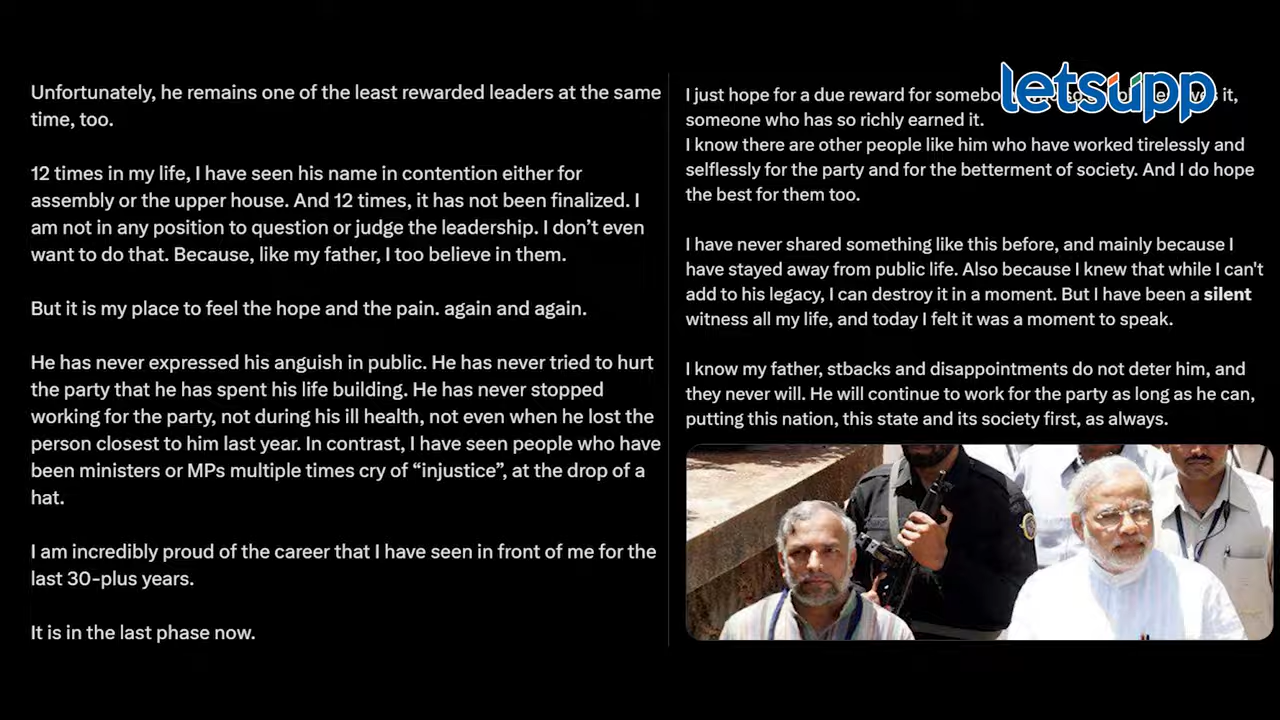 Unfortunately, he remains one of the least rewarded leaders at the same
time, too.
12 times in my life, I have seen his name in contention either for
assembly or the upper house. And 12 times, it has not been finalized. I
am not in any position to question or judge the leadership. I don't even
want to do that. Because, like my father, I too believe in them.
But it is my place to feel the hope and the pain. again and again.
He has never expressed his anguish in public. He has never tried to hurt
the party that he has spent his life building. He has never stopped
working for the party, not during his ill health, not even when he lost the
person closest to him last year. In contrast, I have seen people who have
been ministers or MPs multiple times cry of “injustice”, at the drop of a
hat.
I am incredibly proud of the career that I have seen in front of me for the
last 30-plus years.
It is in the last phase now.
letsupp
I just hope for a due reward for it,
someone who has so richly earned it.
I know there are other people like him who have worked tirelessly and
selflessly for the party and for the betterment of society. And I do hope
the best for them too.
I have never shared something like this before, and mainly because I
have stayed away from public life. Also because I knew that while I can't
add to his legacy, I can destroy it in a moment. But I have been a silent
witness all my life, and today I felt it was a moment to speak.
I know my father, stbacks and disappointments do not deter him, and
they never will. He will continue to work for the party as long as he can,
putting this nation, this state and its society first, as always.